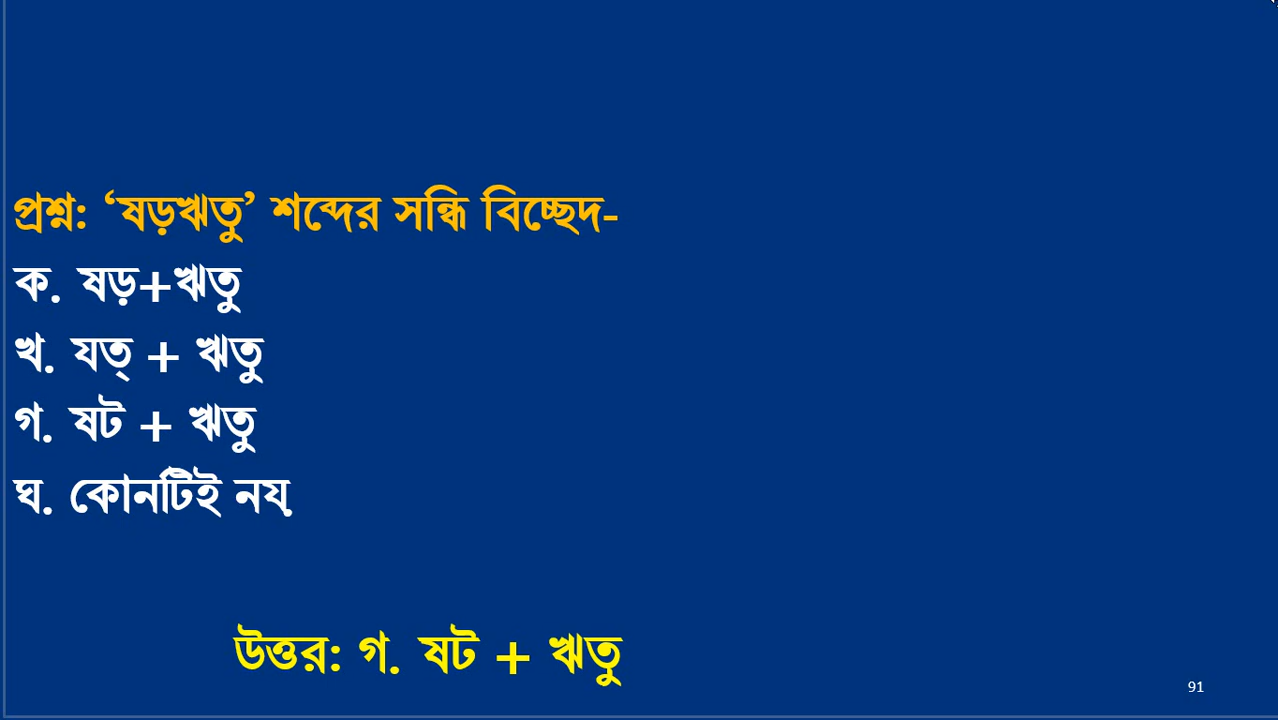 প্রশ্ন: ‘ষড়ঋতু’ শব্দের সন্ধি বিচ্ছেদ-
ক. ষড়+ঋতু
খ. যত্ + ঋতু
গ. ষট + ঋতু
ঘ. কোনটিই নয়
উত্তর: গ. ষট + ঋতু
91